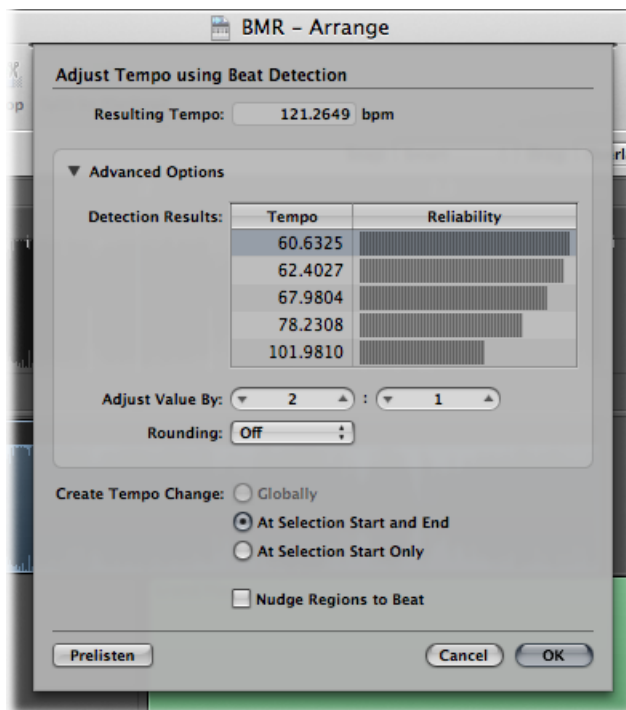 BMR – Arrange
Adjust Tempo using Beat Detection
Resulting Tempo: 121.2649 bpm
Advanced Options
Detection Results: Tempo Reliability
60.6325
62.4027
67.9804
78.2308
101.9810
Adjust Value By: 2 : 1
Rounding: Off
Create Tempo Change: Globally
At Selection Start and End
At Selection Start Only
Nudge Regions to Beat
Prelisten Cancel OK